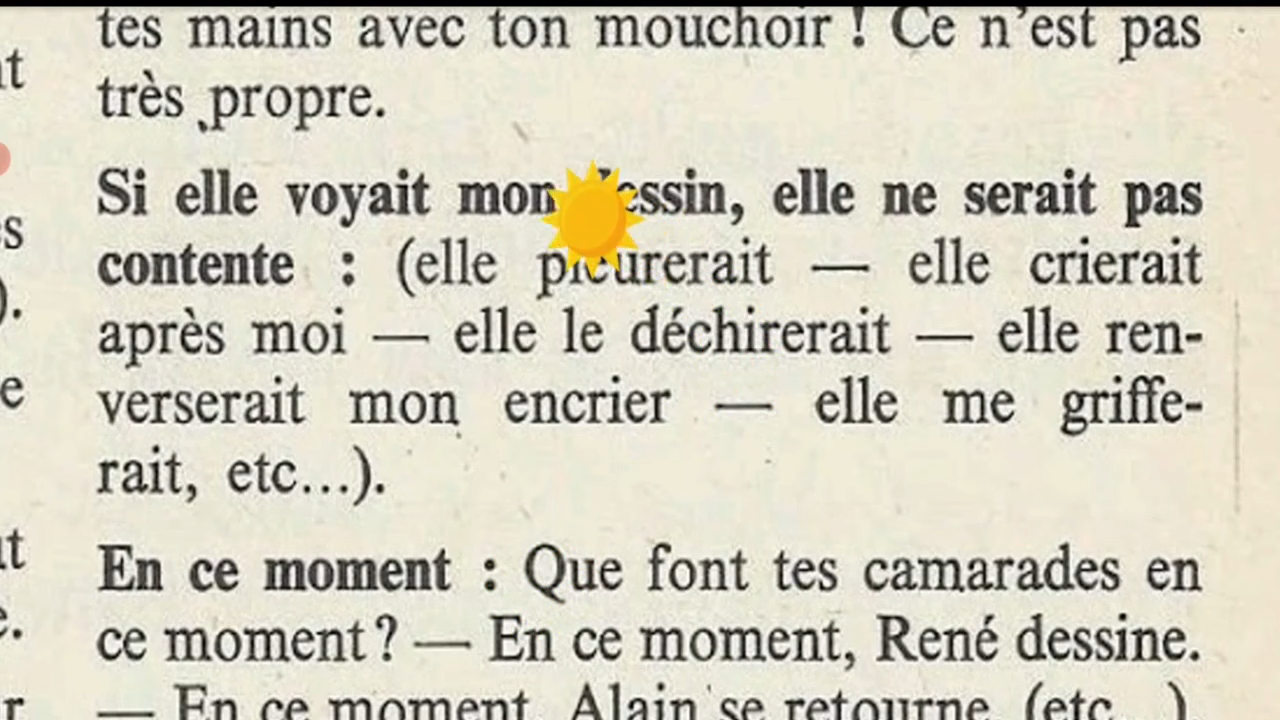 tes mains avec ton mouchoir ! Ce n'est pas
très propre.
Si elle voyait mon dessin, elle ne serait pas
contente : (elle pleurerait — elle crierait
après moi — elle le déchirerait — elle ren-
verserait mon encrier — elle me griffe-
rait, etc...).
En ce moment : Que font tes camarades en
ce moment ? — En ce moment, René dessine.
— En ce moment, Alain se retourne, (etc...).